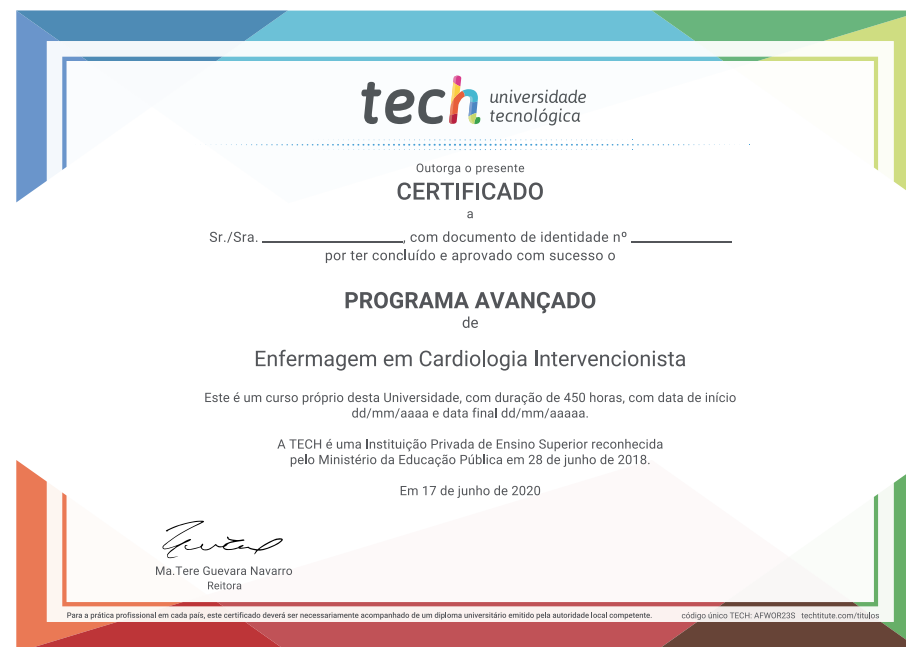 tech universidade
tecnológica
Outorga o presente
CERTIFICADO
a
Sr./Sra. ____________, com documento de identidade nº ____________
por ter concluído e aprovado com sucesso o
PROGRAMA AVANÇADO
de
Enfermagem em Cardiologia Intervencionista
Este é um curso próprio desta Universidade, com duração de 450 horas, com data de início
dd/mm/aaaa e data final dd/mm/aaaaa.
A TECH é uma Instituição Privada de Ensino Superior reconhecida
pelo Ministério da Educação Pública em 28 de junho de 2018.
Em 17 de junho de 2020
Ma.Tere Guevara Navarro
Reitora
Para a prática profissional em cada país, este certificado deverá ser necessariamente acompanhado de um diploma universitário emitido pela autoridade local competente. código único TECH: AFWOR23S techtitute.com/titulos